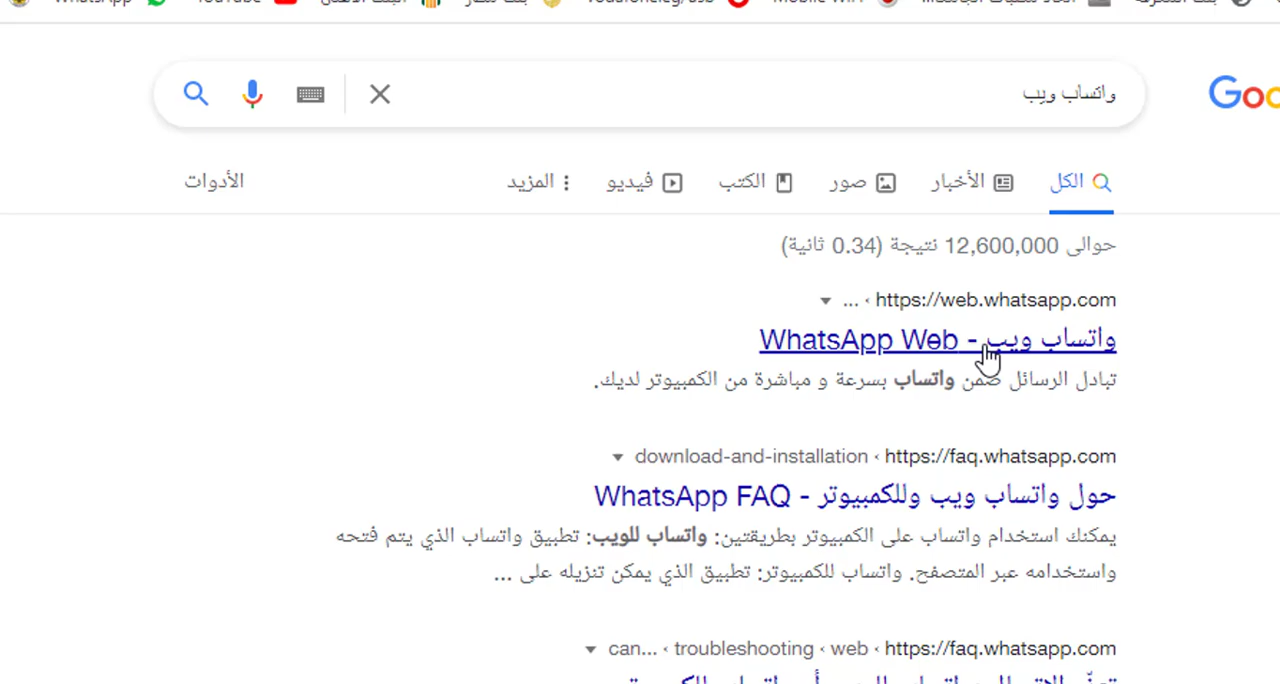 واتساب ويب
الكل
الأخبار
صور
الكتب
فيديو
المزيد
الأدوات
حوالى 12,600,000 نتيجة (0.34 ثانية)
https://web.whatsapp.com › ...
واتساب ويب - WhatsApp Web
تبادل الرسائل ضمن واتساب بسرعة و مباشرة من الكمبيوتر لديك.
https://faq.whatsapp.com › download-and-installation
حول واتساب ويب وللكمبيوتر - WhatsApp FAQ
يمكنك استخدام واتساب على الكمبيوتر بطريقتين: واتساب للويب: تطبيق واتساب الذي يتم فتحه
واستخدامه عبر المتصفح. واتساب للكمبيوتر: تطبيق الذي يمكن تنزيله على ...
https://faq.whatsapp.com › web › troubleshooting › can...